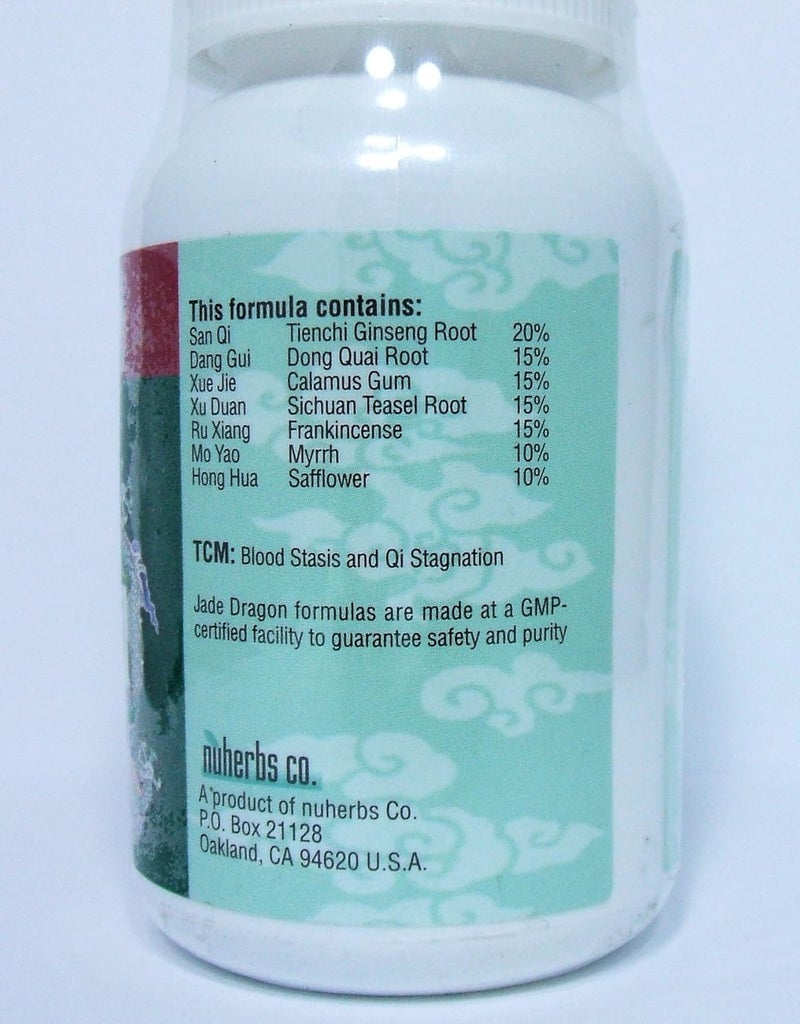 This formula contains:
San Qi Tienchi Ginseng Root 20%
Dang Gui Dong Quai Root 15%
Xue Jie Calamus Gum 15%
Xu Duan Sichuan Teasel Root 15%
Ru Xiang Frankincense 15%
Mo Yao Myrrh 10%
Hong Hua Safflower 10%
TCM: Blood Stasis and Qi Stagnation
Jade Dragon formulas are made at a GMP-
certified facility to guarantee safety and purity
nuherbs co.
A product of nuherbs Co.
P.O. Box 21128
Oakland, CA 94620 U.S.A.